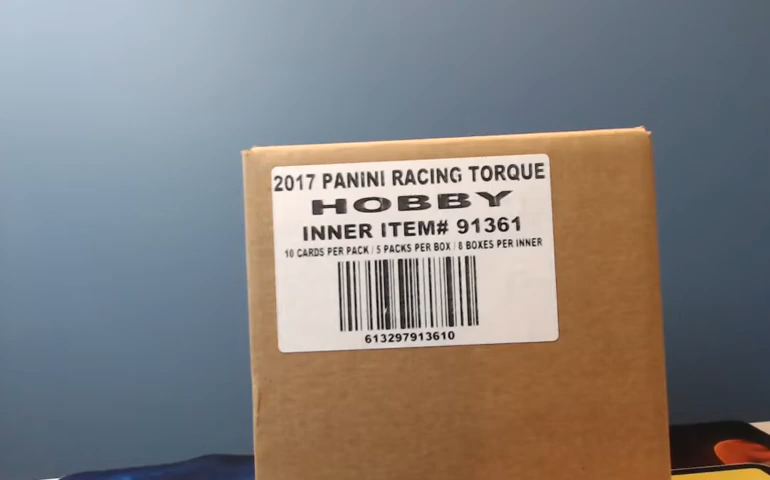 2017 PANINI RACING TORQUE
HOBBY
INNER ITEM# 91361
10 CARDS PER PACK / 5 PACKS PER BOX / 8 BOXES PER INNER
613297913610